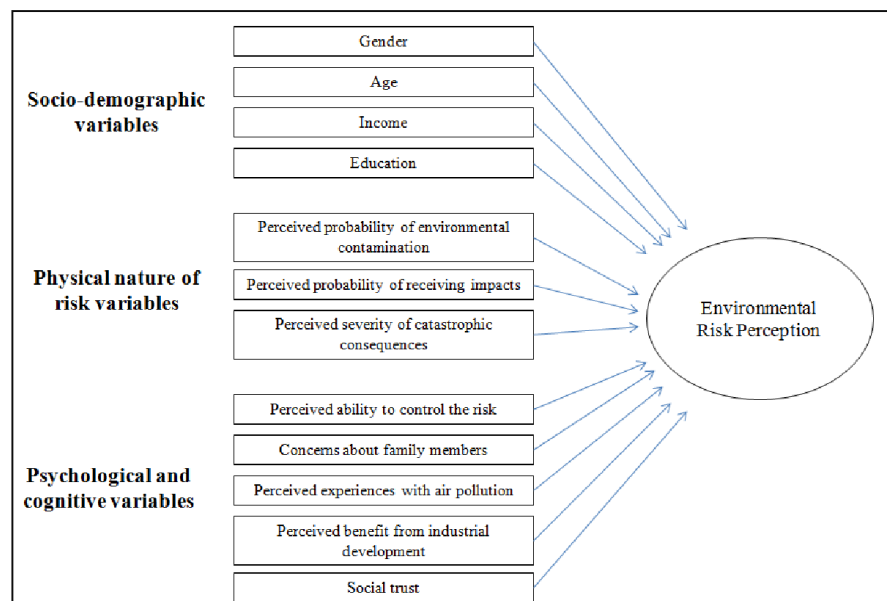 Socio-demographic
variables
Gender
Age
Income
Education
Physical nature of
risk variables
Perceived probability of environmental
contamination
Perceived probability of receiving impacts
Perceived severity of catastrophic
consequences
Psychological and
cognitive variables
Perceived ability to control the risk
Concerns about family members
Perceived experiences with air pollution
Perceived benefit from industrial
development
Social trust
Environmental
Risk Perception